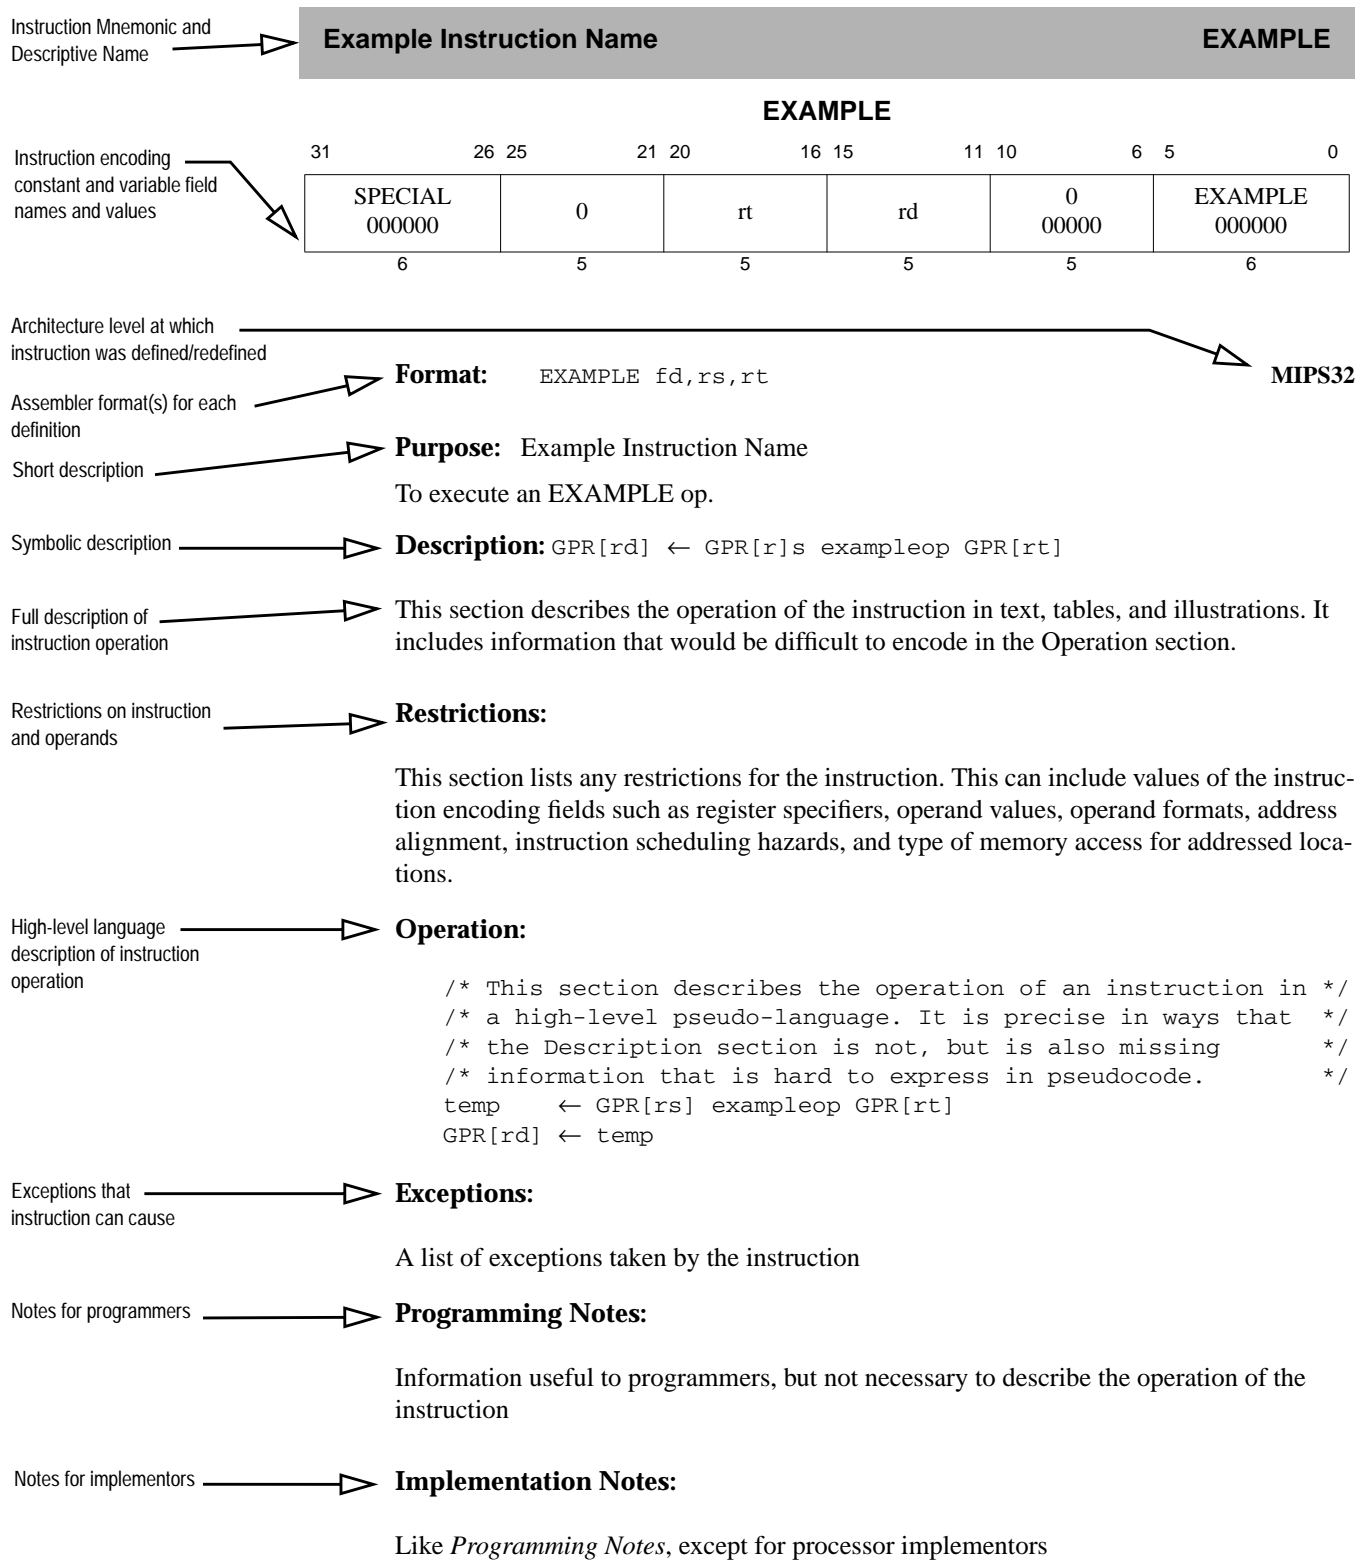 Instruction Mnemonic and
Descriptive Name
Example Instruction Name EXAMPLE
EXAMPLE
31 26 25 21 20 16 15 11 10 6 5 0
Instruction encoding
constant and variable field
names and values
SPECIAL
000000
0
rt
rd
0
00000
EXAMPLE
000000
6 5 5 5 5 6
Architecture level at which
instruction was defined/redefined
Format: EXAMPLE fd,rs,rt MIPS32
Assembler format(s) for each
definition
Purpose: Example Instruction Name
Short description
To execute an EXAMPLE op.
Symbolic description
Description: GPR[rd] ← GPR[r]s exampleop GPR[rt]
Full description of
instruction operation
This section describes the operation of the instruction in text, tables, and illustrations. It
includes information that would be difficult to encode in the Operation section.
Restrictions on instruction
and operands
Restrictions:
This section lists any restrictions for the instruction. This can include values of the instruc-
tion encoding fields such as register specifiers, operand values, operand formats, address
alignment, instruction scheduling hazards, and type of memory access for addressed loca-
tions.
High-level language
description of instruction
operation
Operation:
/* This section describes the operation of an instruction in */
/* a high-level pseudo-language. It is precise in ways that */
/* the Description section is not, but is also missing */
/* information that is hard to express in pseudocode. */
temp ← GPR[rs] exampleop GPR[rt]
GPR[rd] ← temp
Exceptions that
instruction can cause
Exceptions:
A list of exceptions taken by the instruction
Notes for programmers
Programming Notes:
Information useful to programmers, but not necessary to describe the operation of the
instruction
Notes for implementors
Implementation Notes:
Like Programming Notes, except for processor implementors